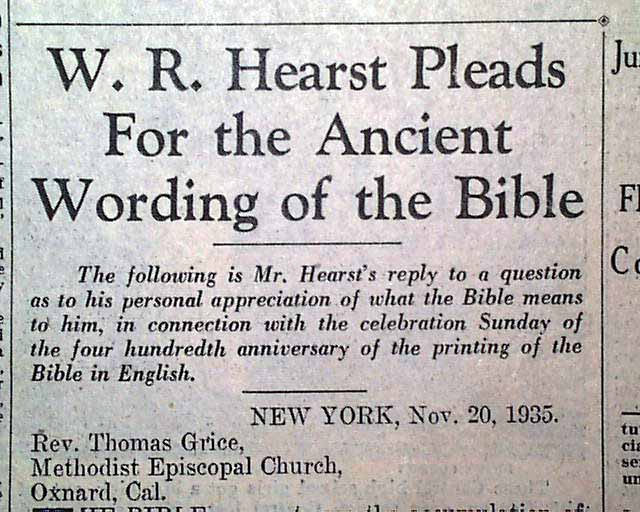 W. R. Hearst Pleads
For the Ancient
Wording of the Bible
The following is Mr. Hearst's reply to a question
as to his personal appreciation of what the Bible means
to him, in connection with the celebration Sunday of
the four hundredth anniversary of the printing of the
Bible in English.
NEW YORK, Nov. 20, 1935.
Rev. Thomas Grice,
Methodist Episcopal Church,
Oxnard, Cal.
THE BIBLE